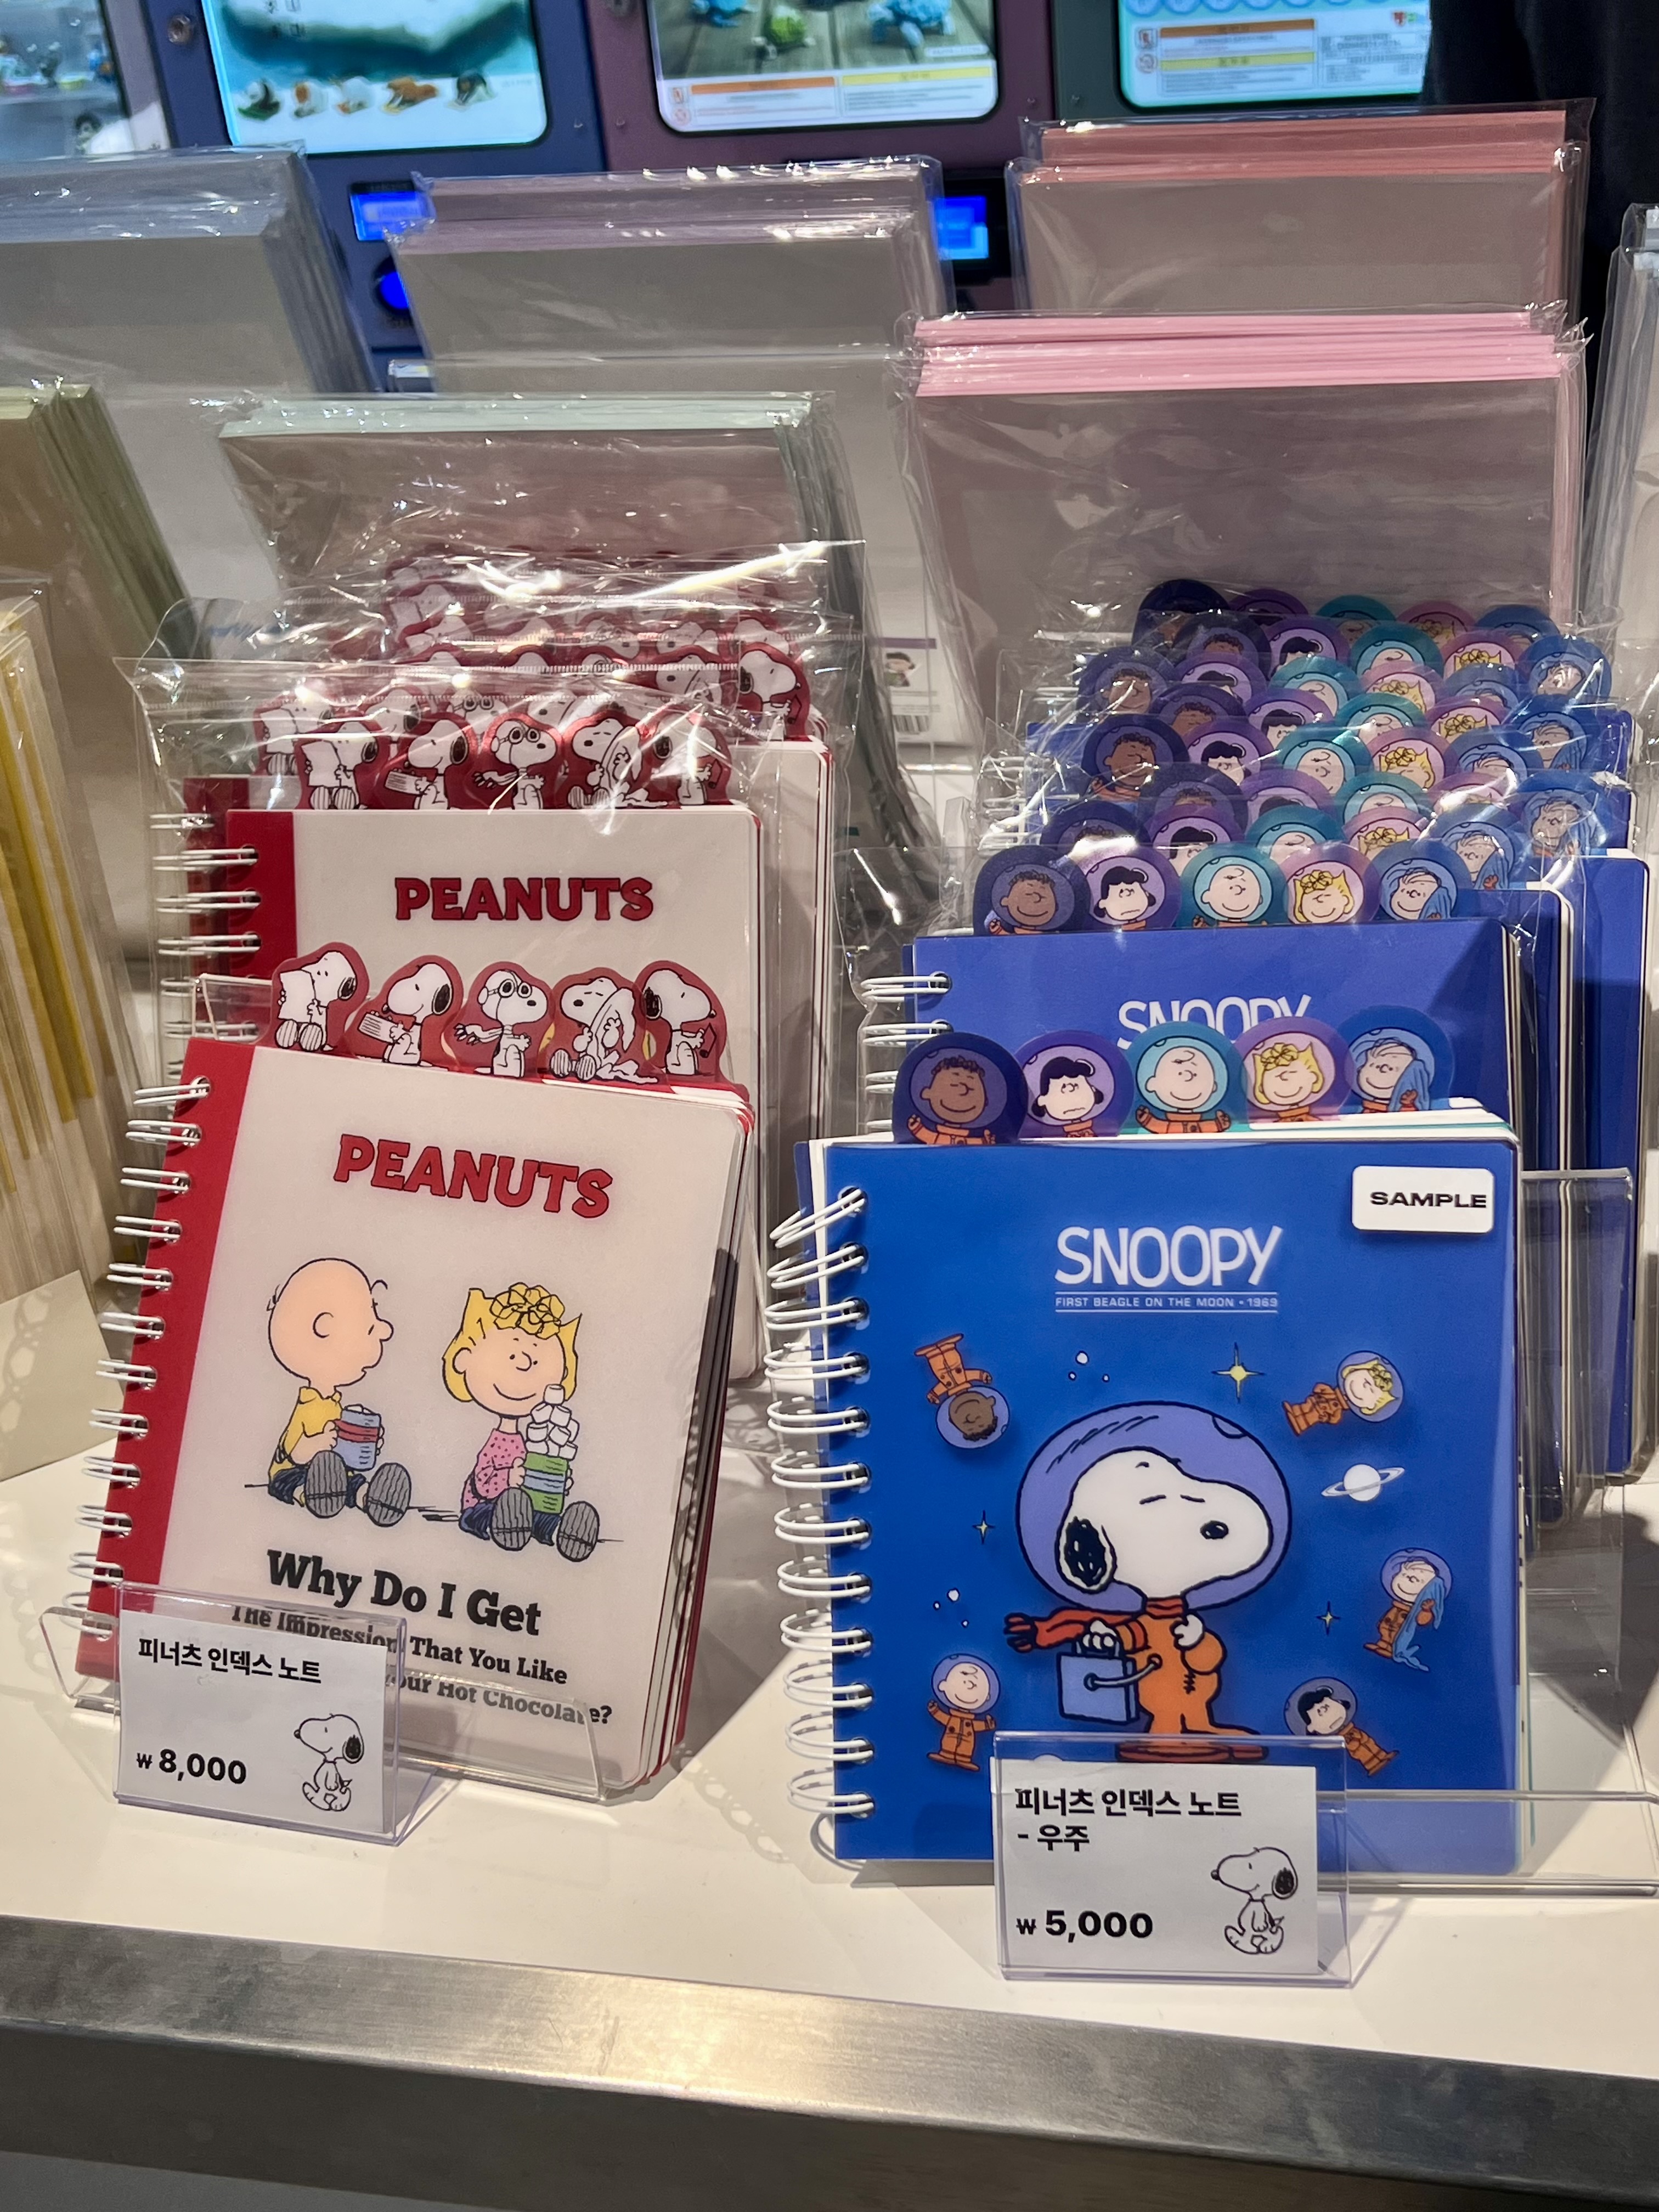 PEANUTS
SNOOPY
PEANUTS
Why Do I Get
The Impression That You Like
our Hot Chocolate?
피너츠 인덱스 노트
₩ 8,000
SAMPLE
SNOOPY
FIRST BEAGLE ON THE MOON • 1969
피너츠 인덱스 노트
- 우주
₩ 5,000